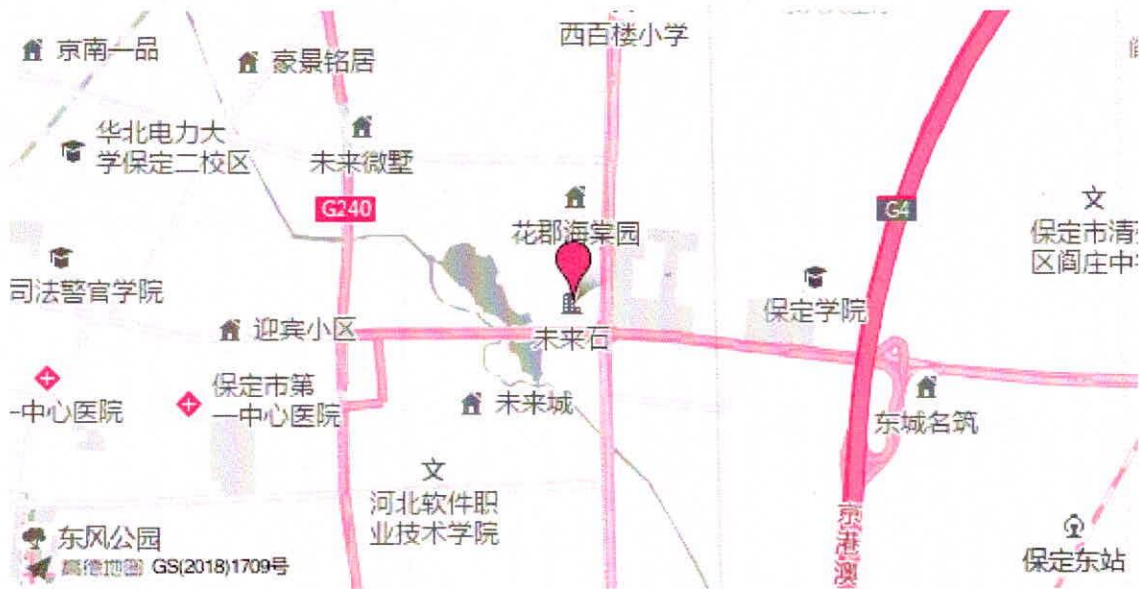 西百楼小学
京南一品
豪景铭居
华北电力大
学保定二校区
未来微墅
G240
G4
文
花郡海棠园
保定市清苑
区阎庄中学
司法警官学院
保定学院
迎宾小区
未来石
保定市第
一中心医院
一中心医院
未来城
东城名筑
文
河北软件职
业技术学院
东风公园
京港澳
保定东站
高德地图 GS(2018)1709号